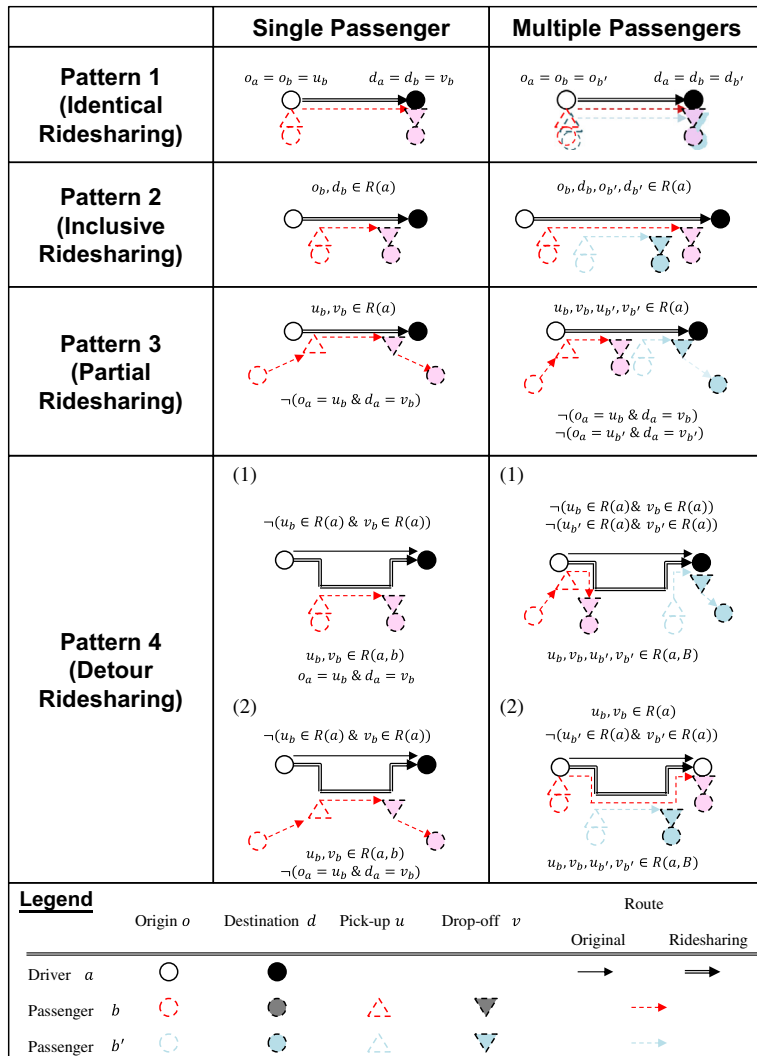 Single Passenger
Multiple Passengers
Pattern 1
(Identical
Ridesharing)
o_a = o_b = u_b
d_a = d_b = v_b
o_a = o_b = o_{b'}
d_a = d_b = d_{b'}
Pattern 2
(Inclusive
Ridesharing)
o_b, d_b ∈ R(a)
o_b, d_b, o_{b'}, d_{b'} ∈ R(a)
Pattern 3
(Partial
Ridesharing)
u_b, v_b ∈ R(a)
¬(o_a = u_b & d_a = v_b)
u_b, v_b, u_{b'}, v_{b'} ∈ R(a)
¬(o_a = u_b & d_a = v_b)
¬(o_a = u_{b'} & d_a = v_{b'})
Pattern 4
(Detour
Ridesharing)
(1)
¬(u_b ∈ R(a) & v_b ∈ R(a))
u_b, v_b ∈ R(a, b)
o_a = u_b & d_a = v_b
(2)
¬(u_b ∈ R(a) & v_b ∈ R(a))
u_b, v_b ∈ R(a, b)
¬(o_a = u_b & d_a = v_b)
(1)
¬(u_b ∈ R(a)& v_b ∈ R(a))
¬(u_{b'} ∈ R(a)& v_{b'} ∈ R(a))
u_b, v_b, u_{b'}, v_{b'} ∈ R(a, B)
(2)
u_b, v_b ∈ R(a)
¬(u_{b'} ∈ R(a)& v_{b'} ∈ R(a))
u_b, v_b, u_{b'}, v_{b'} ∈ R(a, B)
Legend
Origin o
Destination d
Pick-up u
Drop-off v
Route
Original
Ridesharing
Driver a
Passenger b
Passenger b′